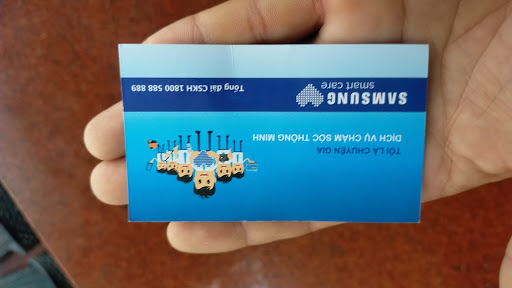 TÔI LÀ CHUYÊN GIA
DỊCH VỤ CHĂM SÓC THÔNG MINH
SAMSUNG
smart care
Tổng đài CSKH 1800 588 889